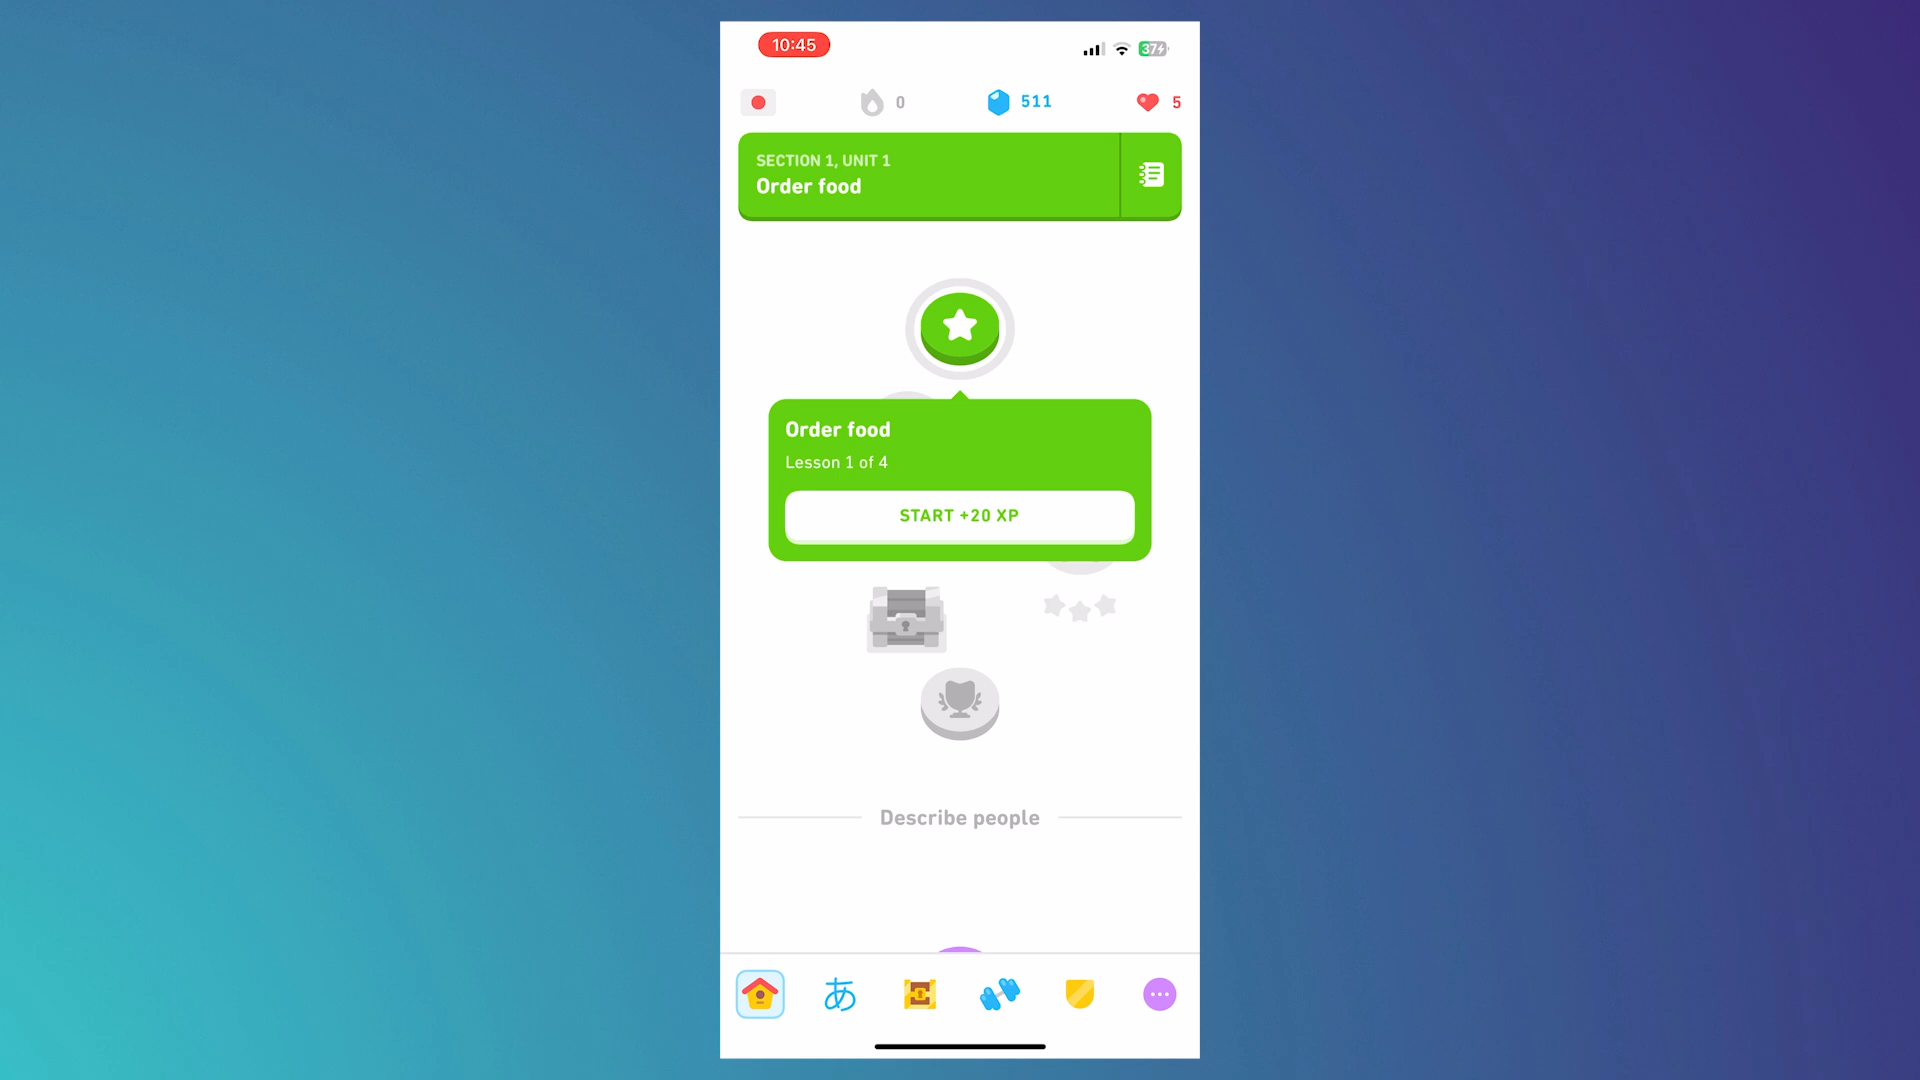 10:45
37
0
511
5
SECTION 1, UNIT 1
Order food
Order food
Lesson 1 of 4
START +20 XP
Describe people
あ